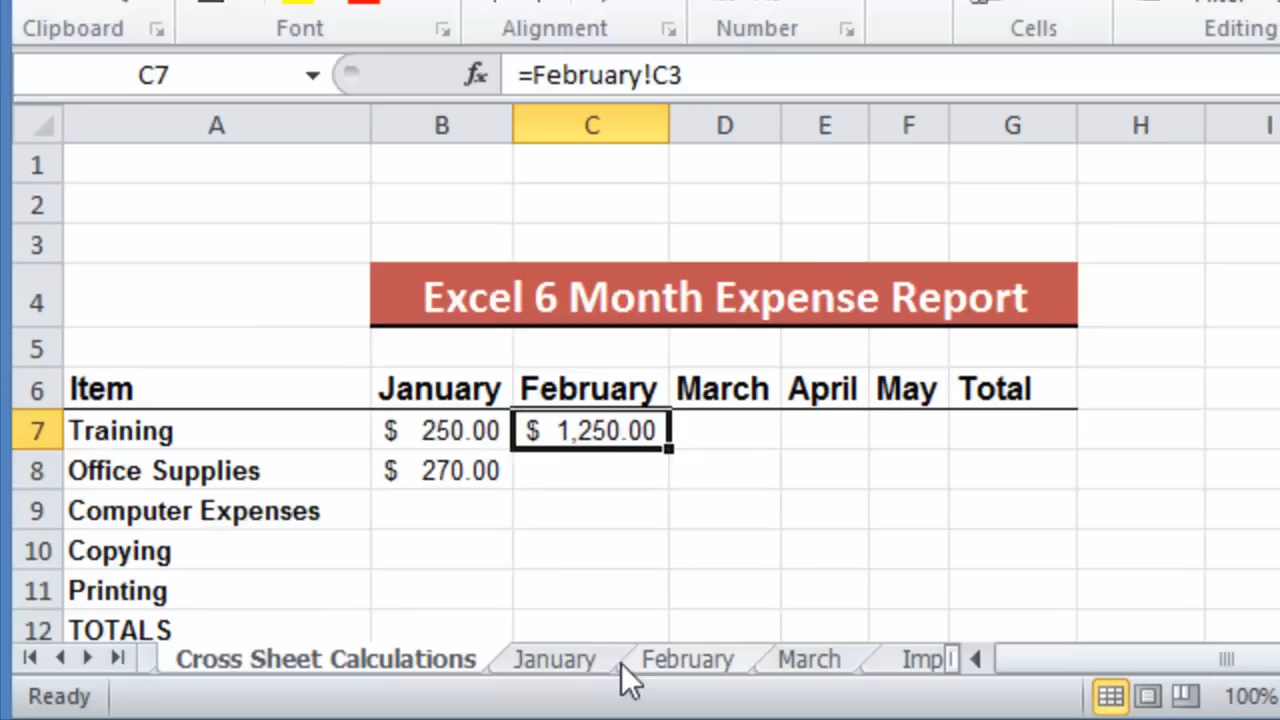 Clipboard Font Alignment Number Cells Editing
C7 fx =February!C3
A B C D E F G H I
1
2
3
4 Excel 6 Month Expense Report
5
6 Item January February March April May Total
7 Training $ 250.00 $ 1,250.00
8 Office Supplies $ 270.00
9 Computer Expenses
10 Copying
11 Printing
12 TOTALS
Cross Sheet Calculations January February March Imp
Ready 100%